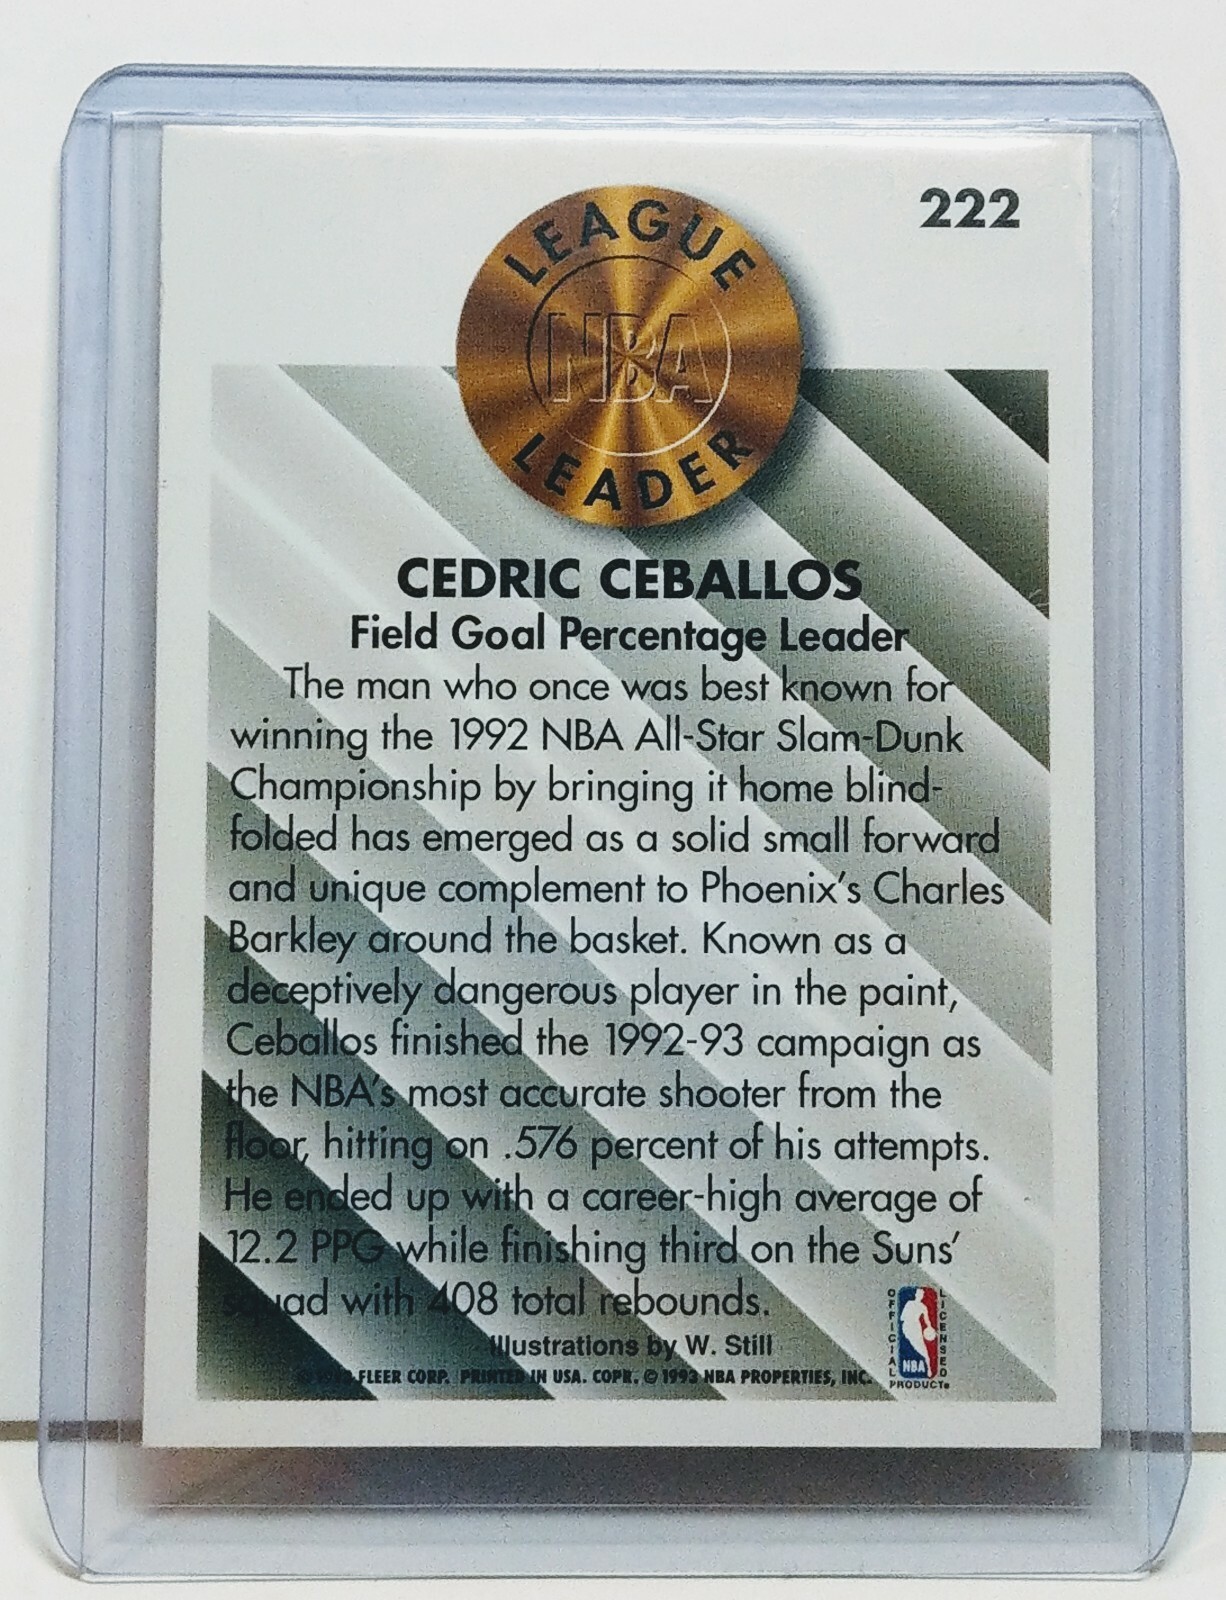 222
LEAGUE
NBA
LEADER
CEDRIC CEBALLOS
Field Goal Percentage Leader
The man who once was best known for
winning the 1992 NBA All-Star Slam-Dunk
Championship by bringing it home blind-
folded has emerged as a solid small forward
and unique complement to Phoenix's Charles
Barkley around the basket. Known as a
deceptively dangerous player in the paint,
Ceballos finished the 1992-93 campaign as
the NBA's most accurate shooter from the
floor, hitting on .576 percent of his attempts.
He ended up with a career-high average of
12.2 PPG while finishing third on the Suns'
squad with 408 total rebounds.
Illustrations by W. Still
FLEER CORP. PRINTED IN USA. COPR. © 1993 NBA PROPERTIES, INC.
OFFICIAL
LICENSED
NBA
PRODUCT®